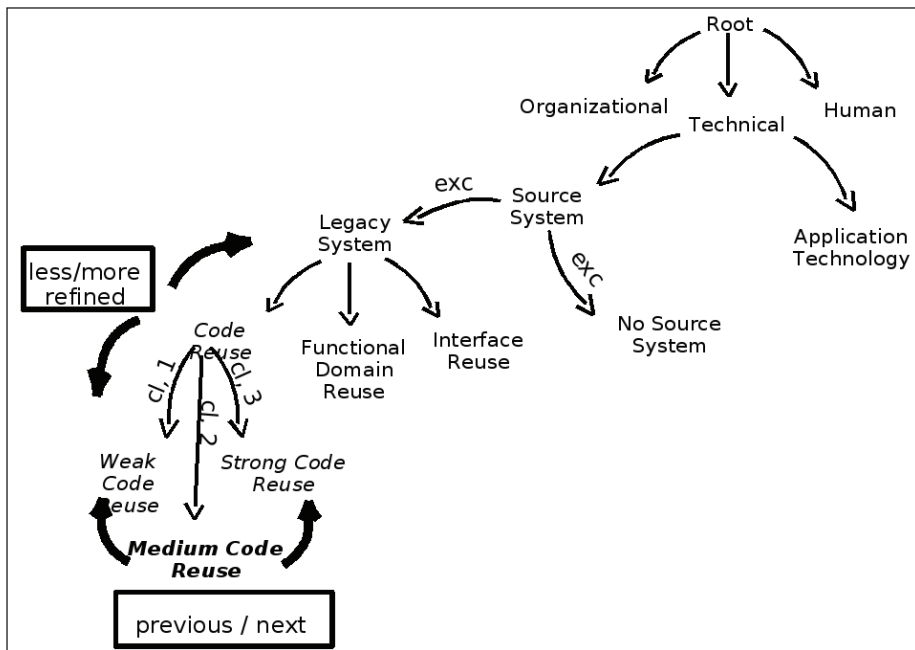 Root
Organizational
Technical
Human
exc
Source
System
Legacy
System
exc
Application
Technology
less/more
refined
No Source
System
Code
Reuse
Functional
Domain
Reuse
Interface
Reuse
cl, 1
cl, 2
cl, 3
Weak
Code
Reuse
Strong Code
Reuse
Medium Code
Reuse
previous / next